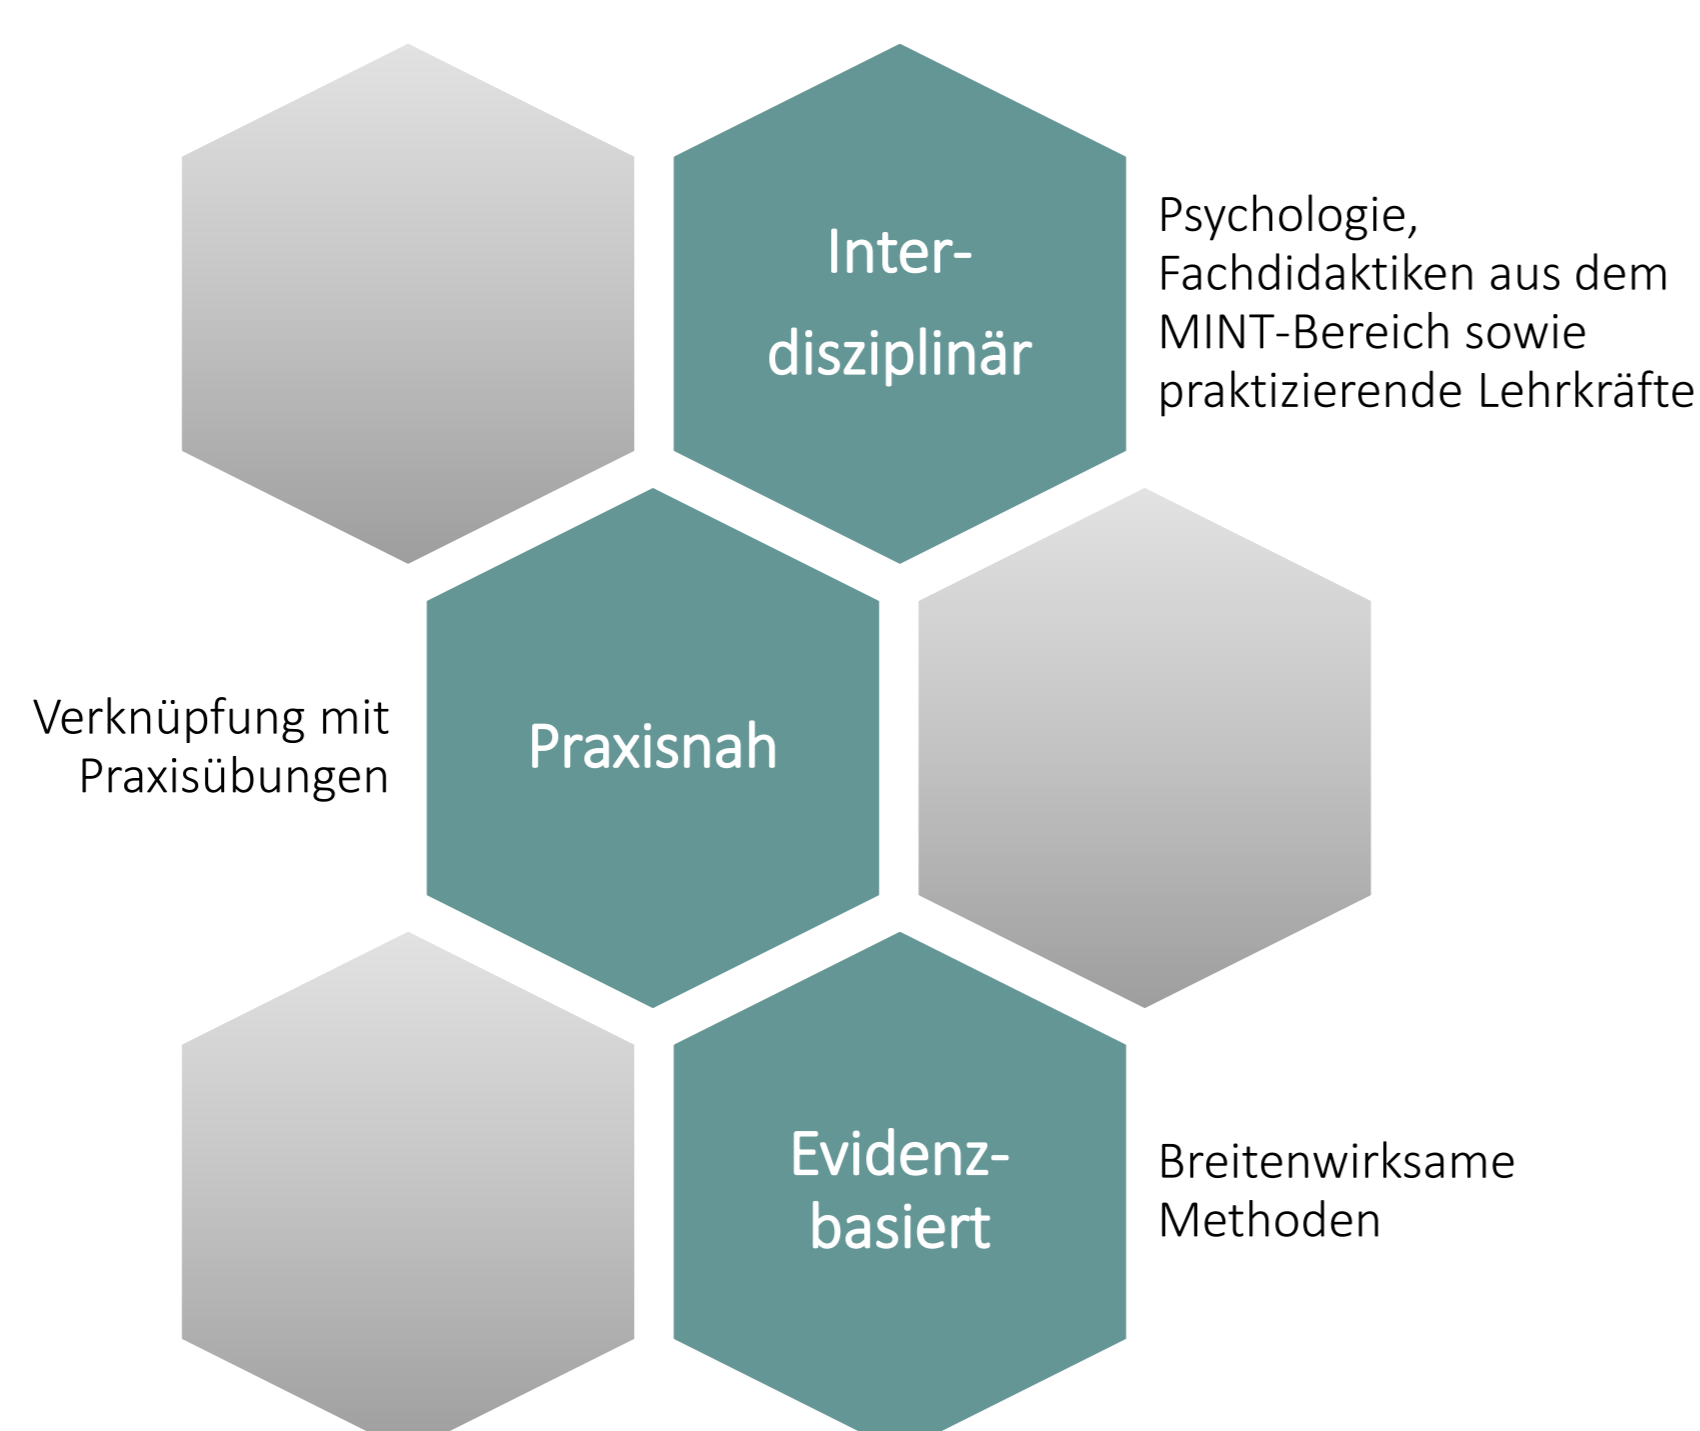 Inter-
disziplinär
Psychologie,
Fachdidaktiken aus dem
MINT-Bereich sowie
praktizierende Lehrkräfte
Verknüpfung mit
Praxisübungen
Praxisnah
Evidenz-
basiert
Breitenwirksame
Methoden